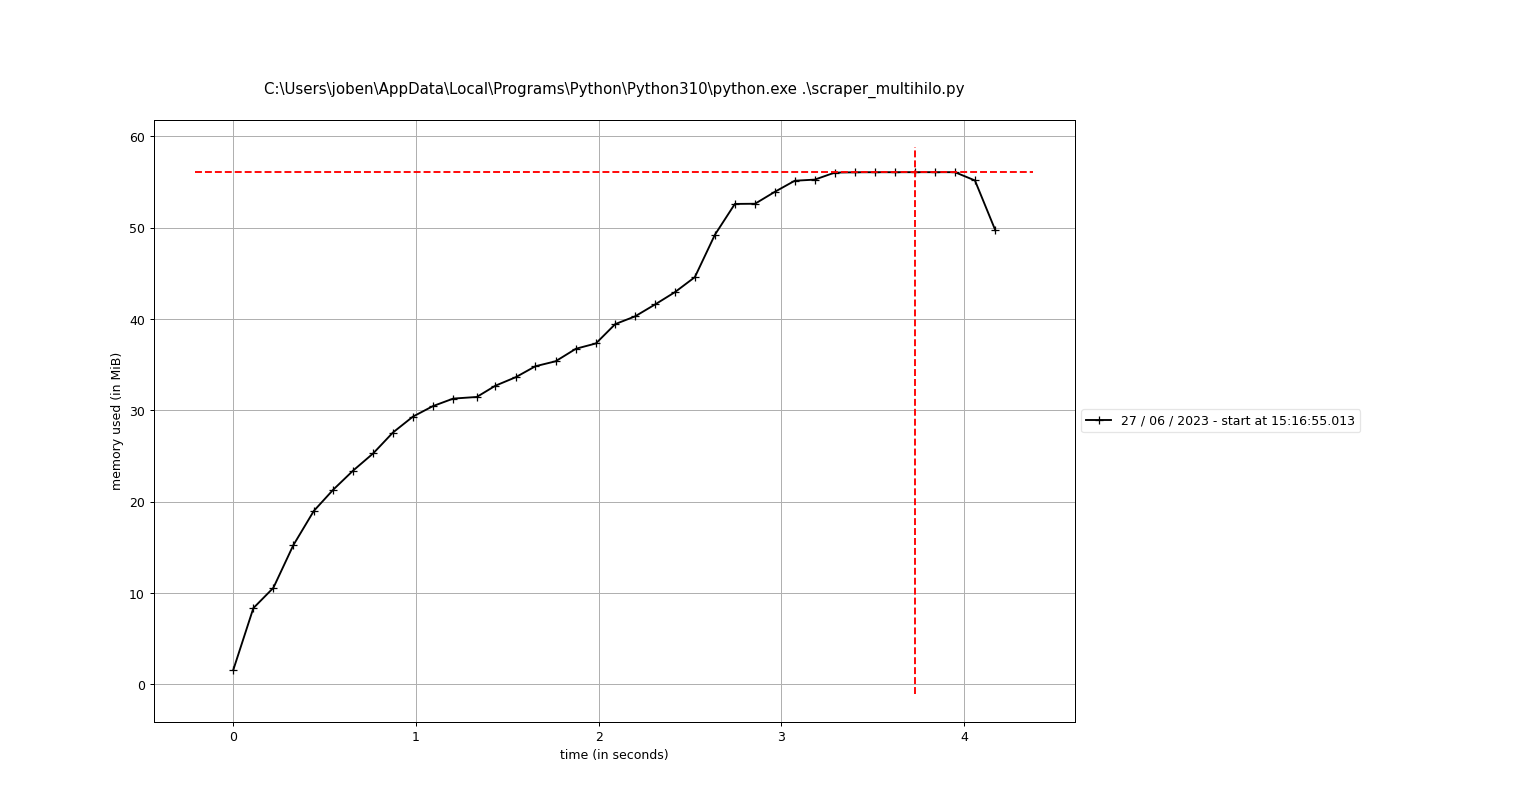 C:\Users\joben\AppData\Local\Programs\Python\Python310\python.exe .\scraper_multihilo.py
60
50
40
30
20
10
0
memory used (in MiB)
0 1 2 3 4
time (in seconds)
27 / 06 / 2023 - start at 15:16:55.013